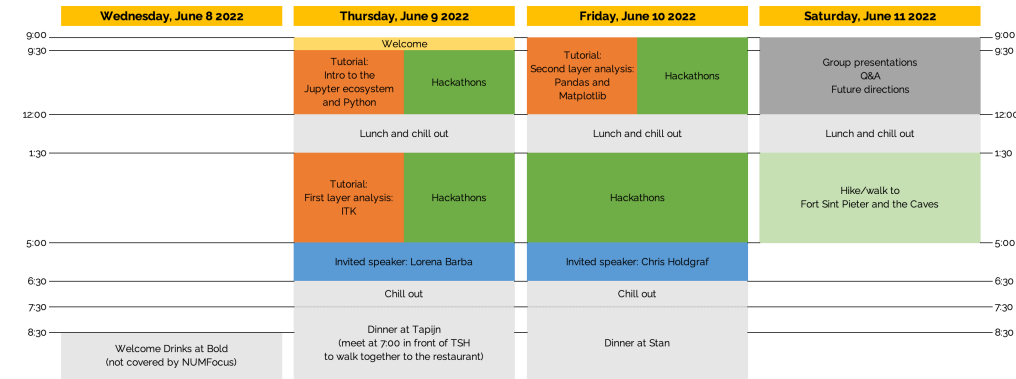 Wednesday, June 8 2022
Thursday, June 9 2022
Friday, June 10 2022
Saturday, June 11 2022
9:00
9:00
Welcome
9:30
9:30
Tutorial:
Intro to the
Jupyter ecosystem
and Python
Hackathons
Tutorial:
Second layer analysis:
Pandas and
Matplotlib
Hackathons
Group presentations
Q&A
Future directions
12:00
12:00
Lunch and chill out
Lunch and chill out
Lunch and chill out
1:30
1:30
Tutorial:
First layer analysis:
ITK
Hackathons
Hackathons
Hike/walk to
Fort Sint Pieter and the Caves
5:00
5:00
Invited speaker: Lorena Barba
Invited speaker: Chris Holdgraf
6:30
6:30
Chill out
Chill out
7:30
7:30
Dinner at Tapijn
(meet at 7:00 in front of TSH
to walk together to the restaurant)
Dinner at Stan
8:30
8:30
Welcome Drinks at Bold
(not covered by NUMFocus)